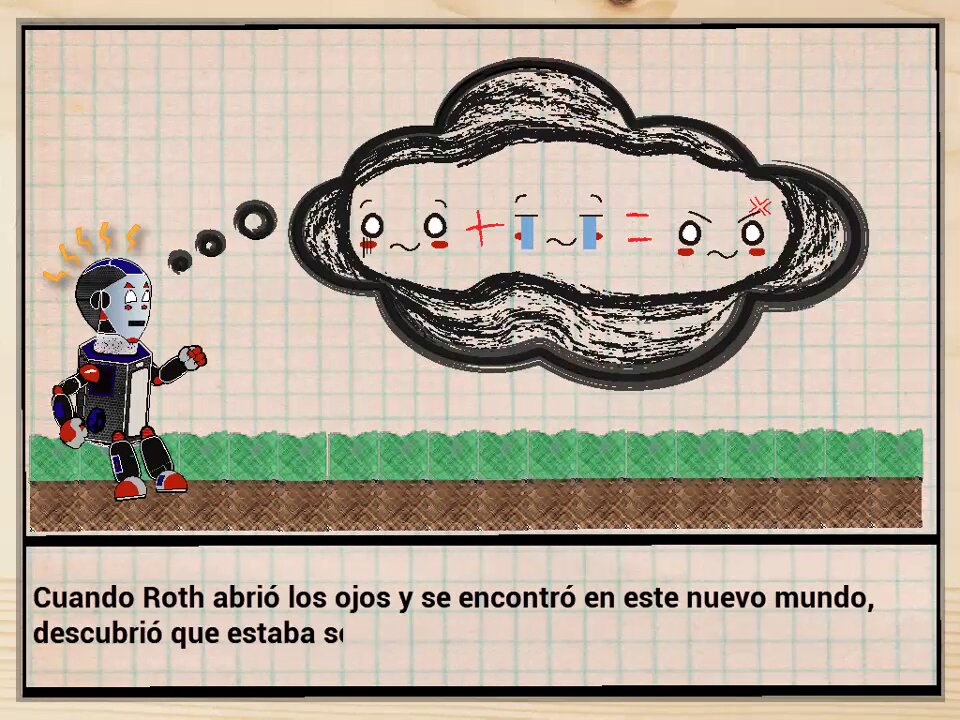 Cuando Roth abrió los ojos y se encontró en este nuevo mundo,
descubrió que estaba